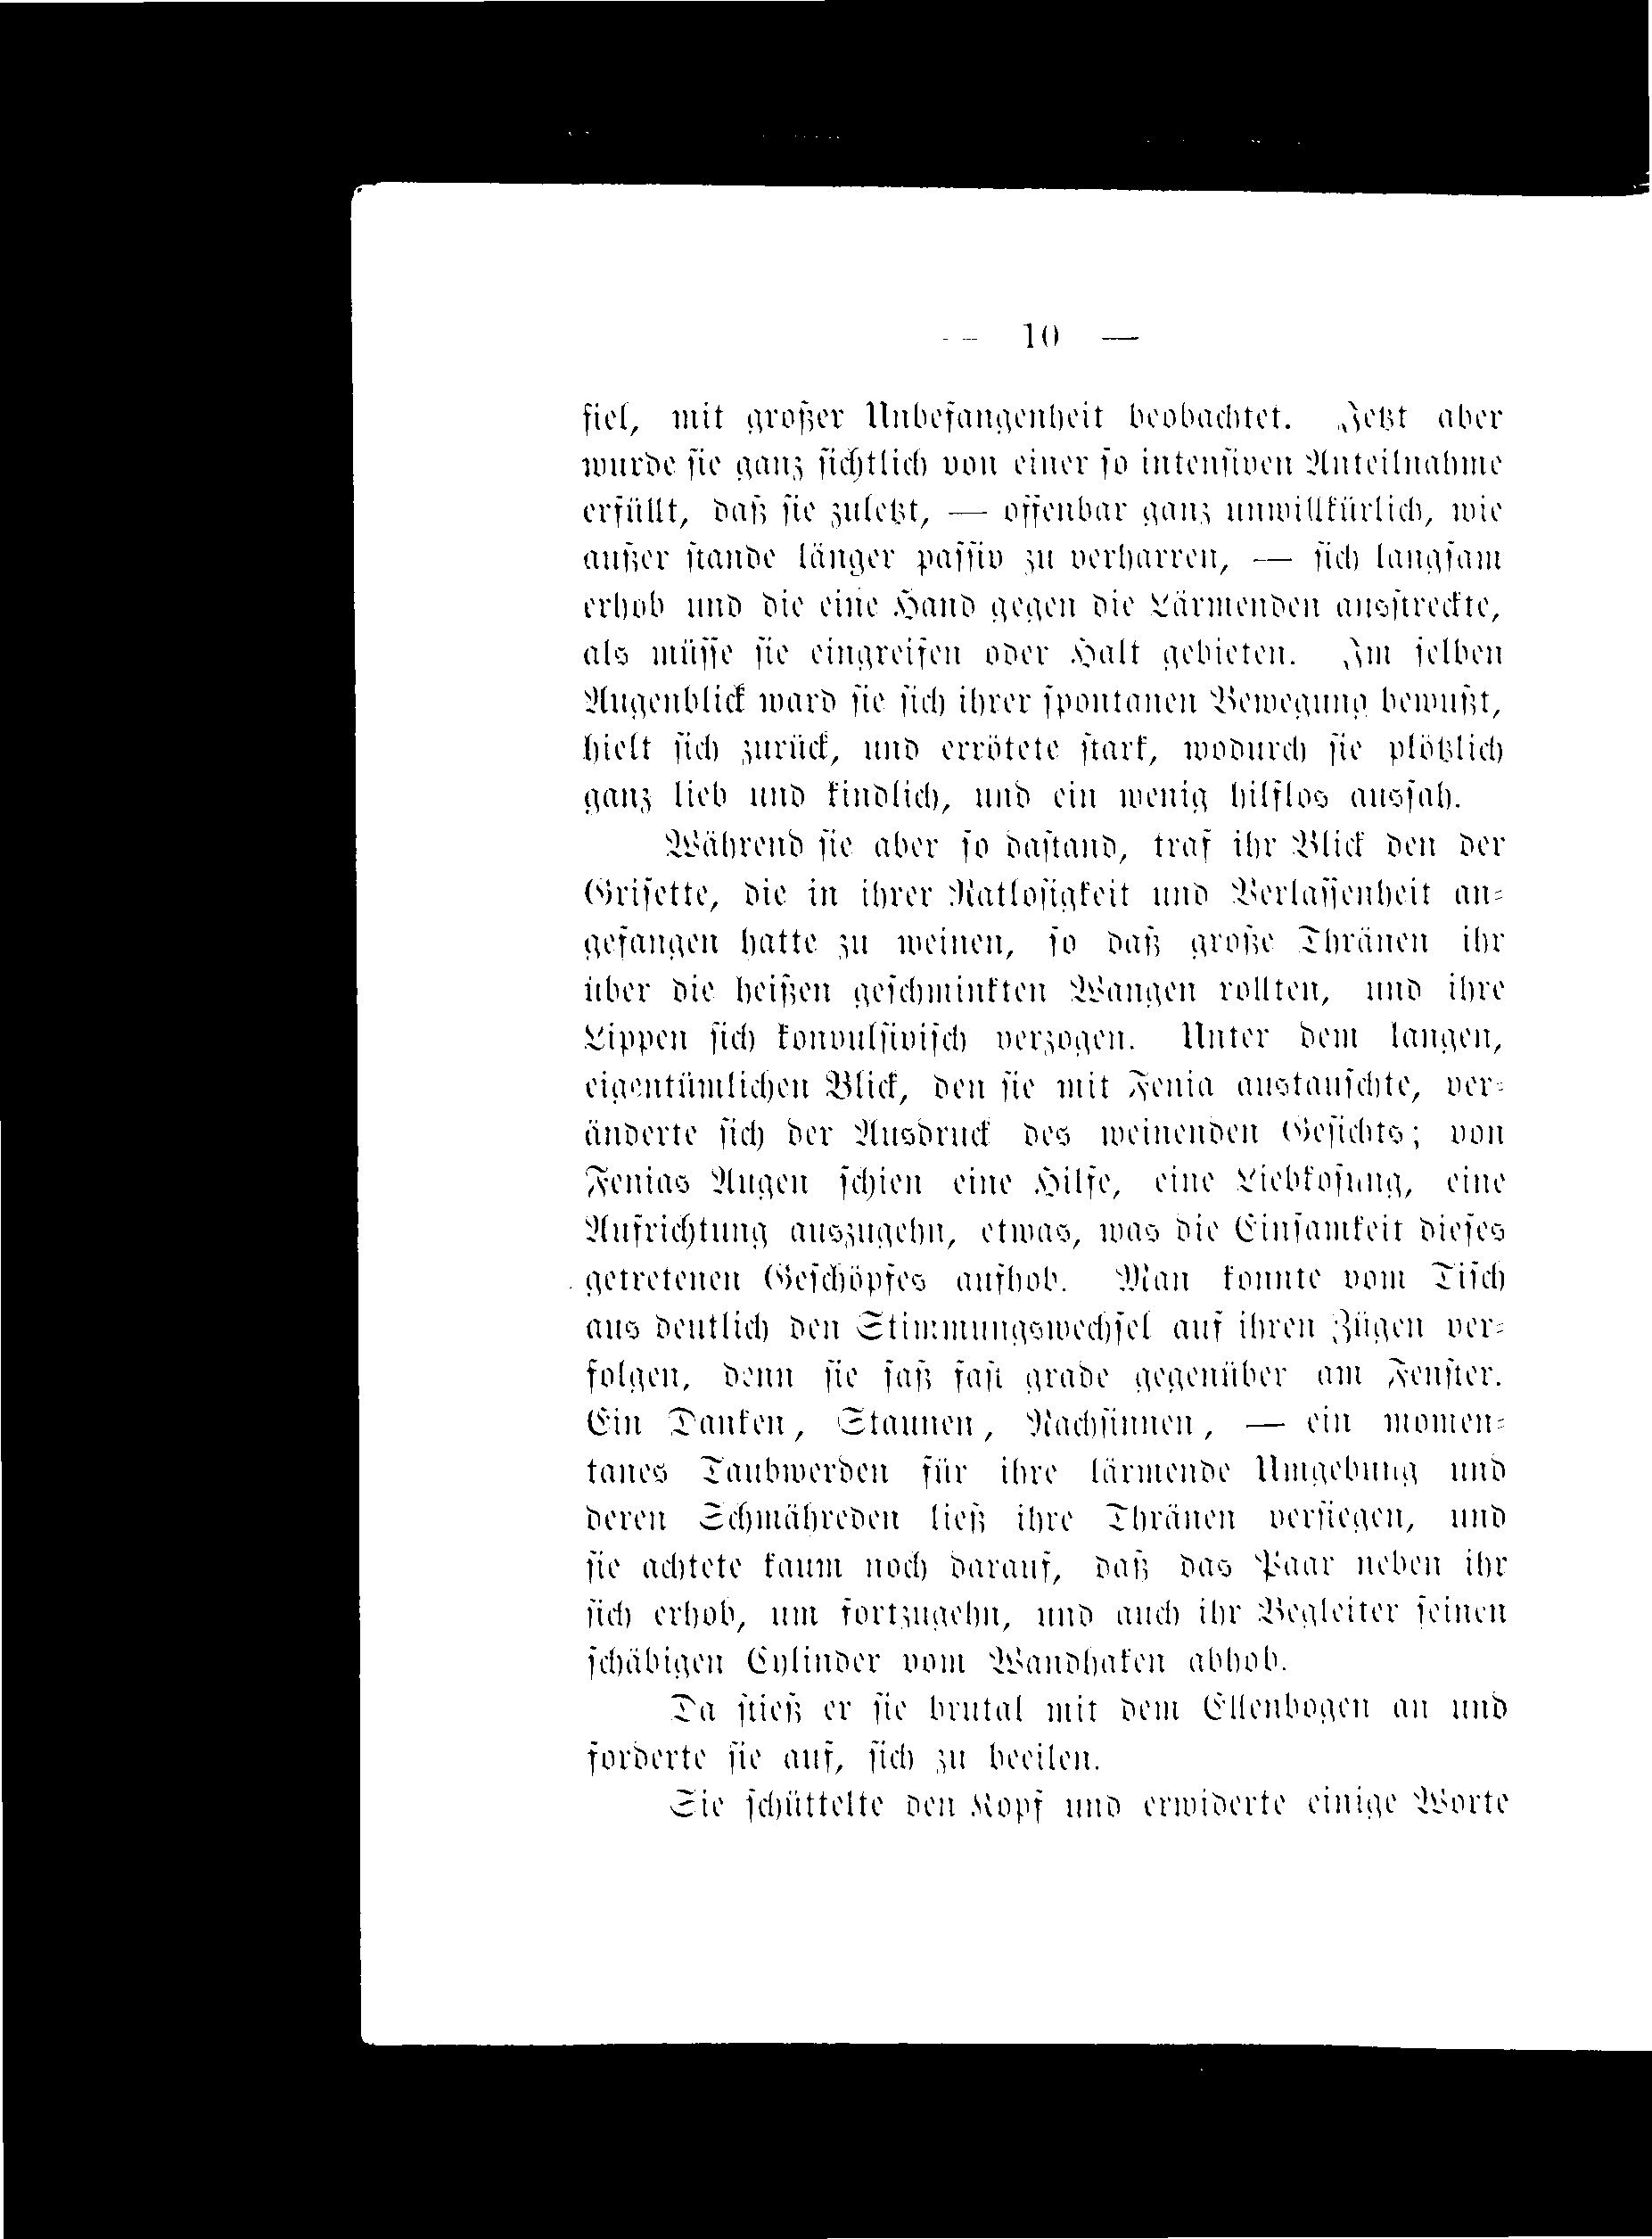 — 10 —
fiel, mit großer Unbefangenheit beobachtet. Jetzt aber
wurde ſie ganz ſichtlich von einer ſo intenſiven Anteilnahme
erfüllt, daß ſie zuletzt, — offenbar ganz unwillkürlich, wie
außer ſtande länger paſſiv zu verharren, — ſich langſam
erhob und die eine Hand gegen die Lärmenden ausſtreckte,
als müſſe ſie eingreifen oder Halt gebieten. Im ſelben
Augenblick ward ſie ſich ihrer ſpontanen Bewegung bewußt,
hielt ſich zurück, und errötete ſtark, wodurch ſie plötzlich
ganz lieb und kindlich, und ein wenig hilflos ausſah.
Während ſie aber ſo daſtand, traf ihr Blick den der
Griſette, die in ihrer Ratloſigkeit und Verlaſſenheit an-
gefangen hatte zu weinen, ſo daß große Thränen ihr
über die heißen geſchminkten Wangen rollten, und ihre
Lippen ſich konvulſiviſch verzogen. Unter dem langen,
eigentümlichen Blick, den ſie mit Fenia austauſchte, ver-
änderte ſich der Ausdruck des weinenden Geſichts; von
Fenias Augen ſchien eine Hilfe, eine Liebkoſung, eine
Aufrichtung auszugehn, etwas, was die Einſamkeit dieſes
getretenen Geſchöpfes aufhob. Man konnte vom Tiſch
aus deutlich den Stimmungswechſel auf ihren Zügen ver-
folgen, denn ſie ſaß faſt grade gegenüber am Fenſter.
Ein Danken, Staunen, Nachſinnen, — ein momen-
tanes Taubwerden für ihre lärmende Umgebung und
deren Schmähreden ließ ihre Thränen verſiegen, und
ſie achtete kaum noch darauf, daß das Paar neben ihr
ſich erhob, um fortzugehn, und auch ihr Begleiter ſeinen
ſchäbigen Cylinder vom Wandhaken abhob.
Da ſtieß er ſie brutal mit dem Ellenbogen an und
forderte ſie auf, ſich zu beeilen.
Sie ſchüttelte den Kopf und erwiderte einige Worte